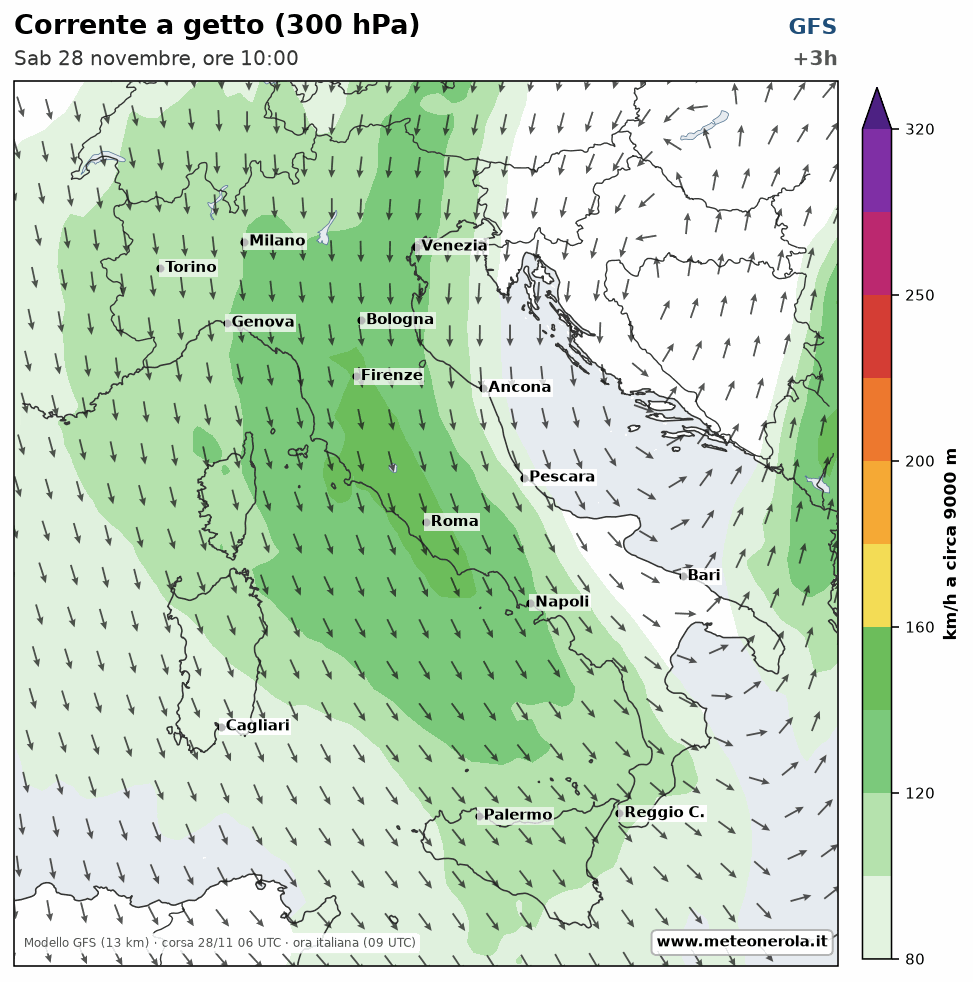 Corrente a getto (300 hPa)
GFS
Sab 28 novembre, ore 10:00
+3h
Milano
Venezia
Torino
Genova
Bologna
Firenze
Ancona
Pescara
Roma
Bari
Napoli
Cagliari
Palermo
Reggio C.
320
250
200
160
120
80
km/h a circa 9000 m
Modello GFS (13 km) · corsa 28/11 06 UTC · ora italiana (09 UTC)
www.meteonerola.it